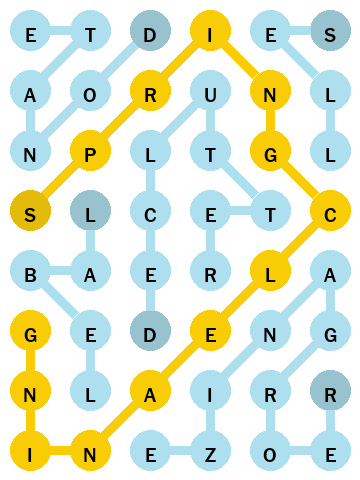 E T D I E S
A O R U N L
N P L T G L
S L C E T C
B A E R L A
G E D E N G
N L A I R R
I N E Z O E